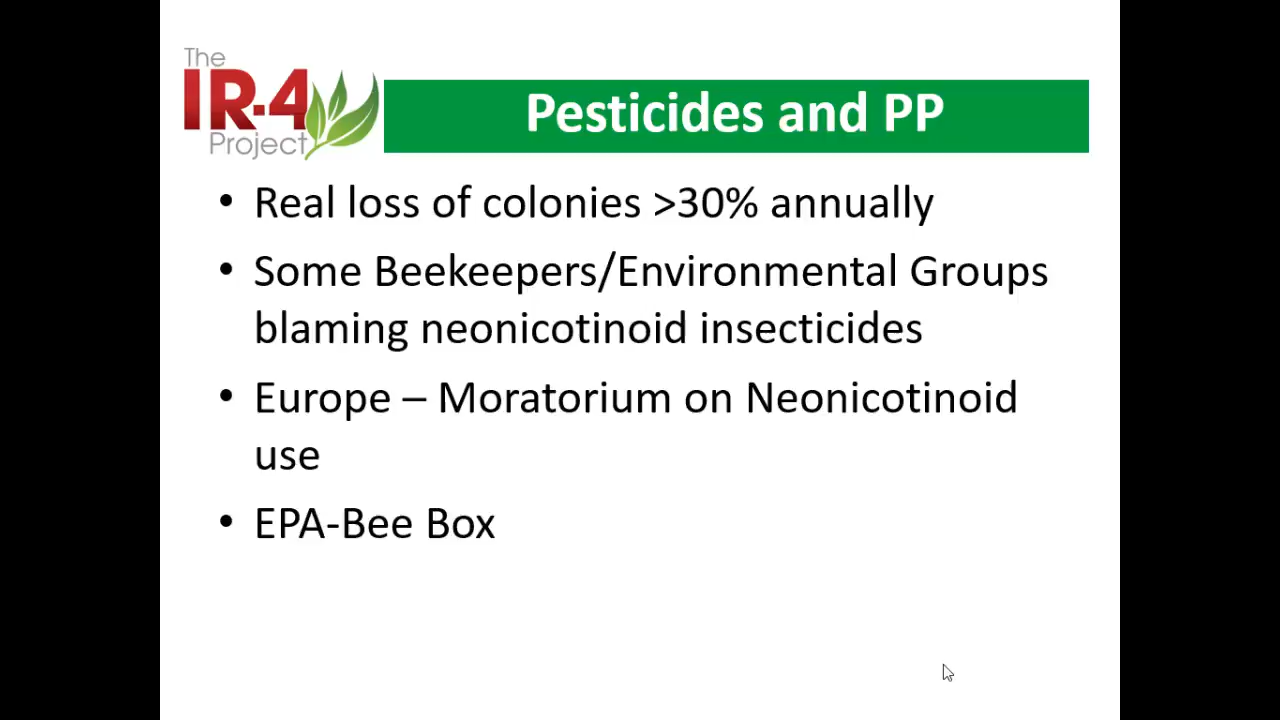 The
IR-4
Project
Pesticides and PP
• Real loss of colonies >30% annually
• Some Beekeepers/Environmental Groups
blaming neonicotinoid insecticides
• Europe – Moratorium on Neonicotinoid
use
• EPA-Bee Box